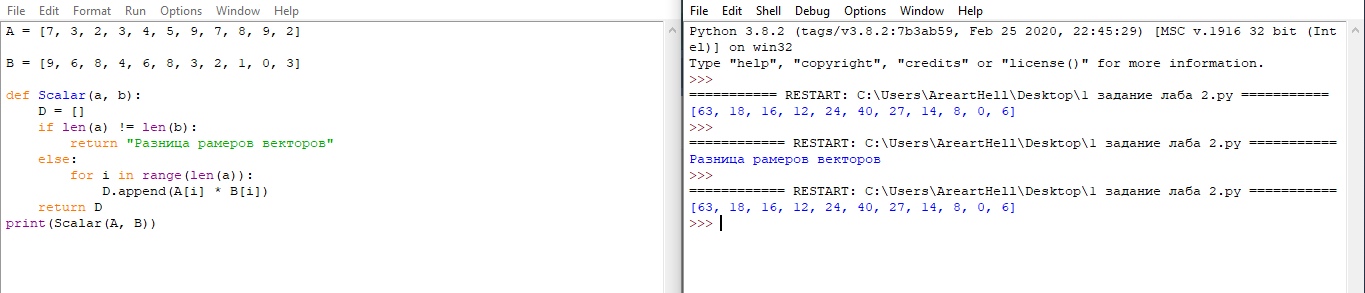 File Edit Format Run Options Window Help
A = [7, 3, 2, 3, 4, 5, 9, 7, 8, 9, 2]
B = [9, 6, 8, 4, 6, 8, 3, 2, 1, 0, 3]
def Scalar(a, b):
    D = []
    if len(a) != len(b):
        return "Разница рамеров векторов"
    else:
        for i in range(len(a)):
            D.append(A[i] * B[i])
    return D
print(Scalar(A, B))
File Edit Shell Debug Options Window Help
Python 3.8.2 (tags/v3.8.2:7b3ab59, Feb 25 2020, 22:45:29) [MSC v.1916 32 bit (Int
el)] on win32
Type "help", "copyright", "credits" or "license()" for more information.
>>>
=========== RESTART: C:\Users\AreartHell\Desktop\1 задание лаба 2.py ===========
[63, 18, 16, 12, 24, 40, 27, 14, 8, 0, 6]
>>>
============ RESTART: C:\Users\AreartHell\Desktop\1 задание лаба 2.py ===========
Разница рамеров векторов
>>>
============ RESTART: C:\Users\AreartHell\Desktop\1 задание лаба 2.py ===========
[63, 18, 16, 12, 24, 40, 27, 14, 8, 0, 6]
>>>